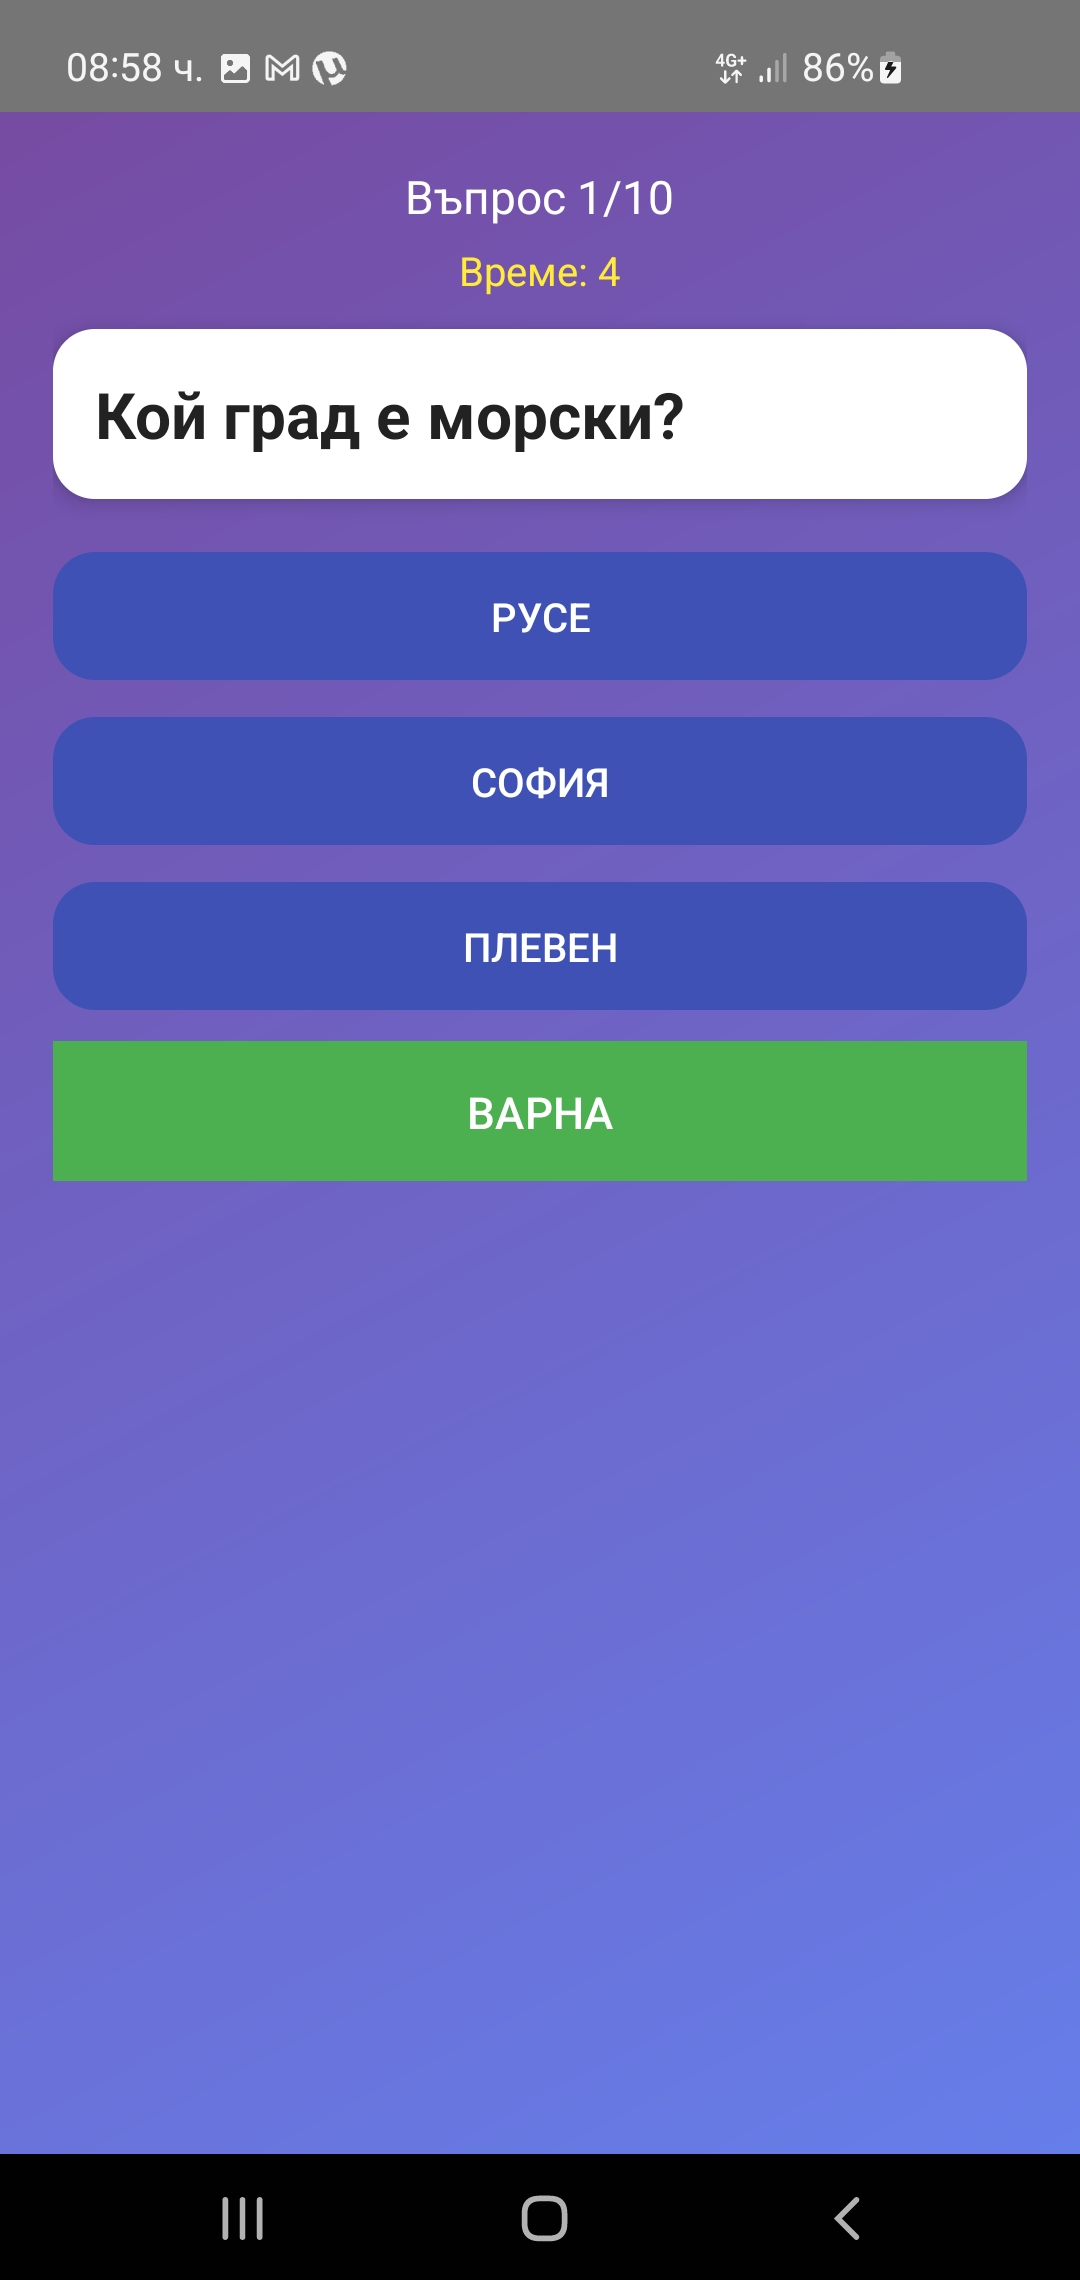 08:58 ч. 4G+ 86%
Въпрос 1/10
Време: 4
Кой град е морски?
РУСЕ
СОФИЯ
ПЛЕВЕН
ВАРНА